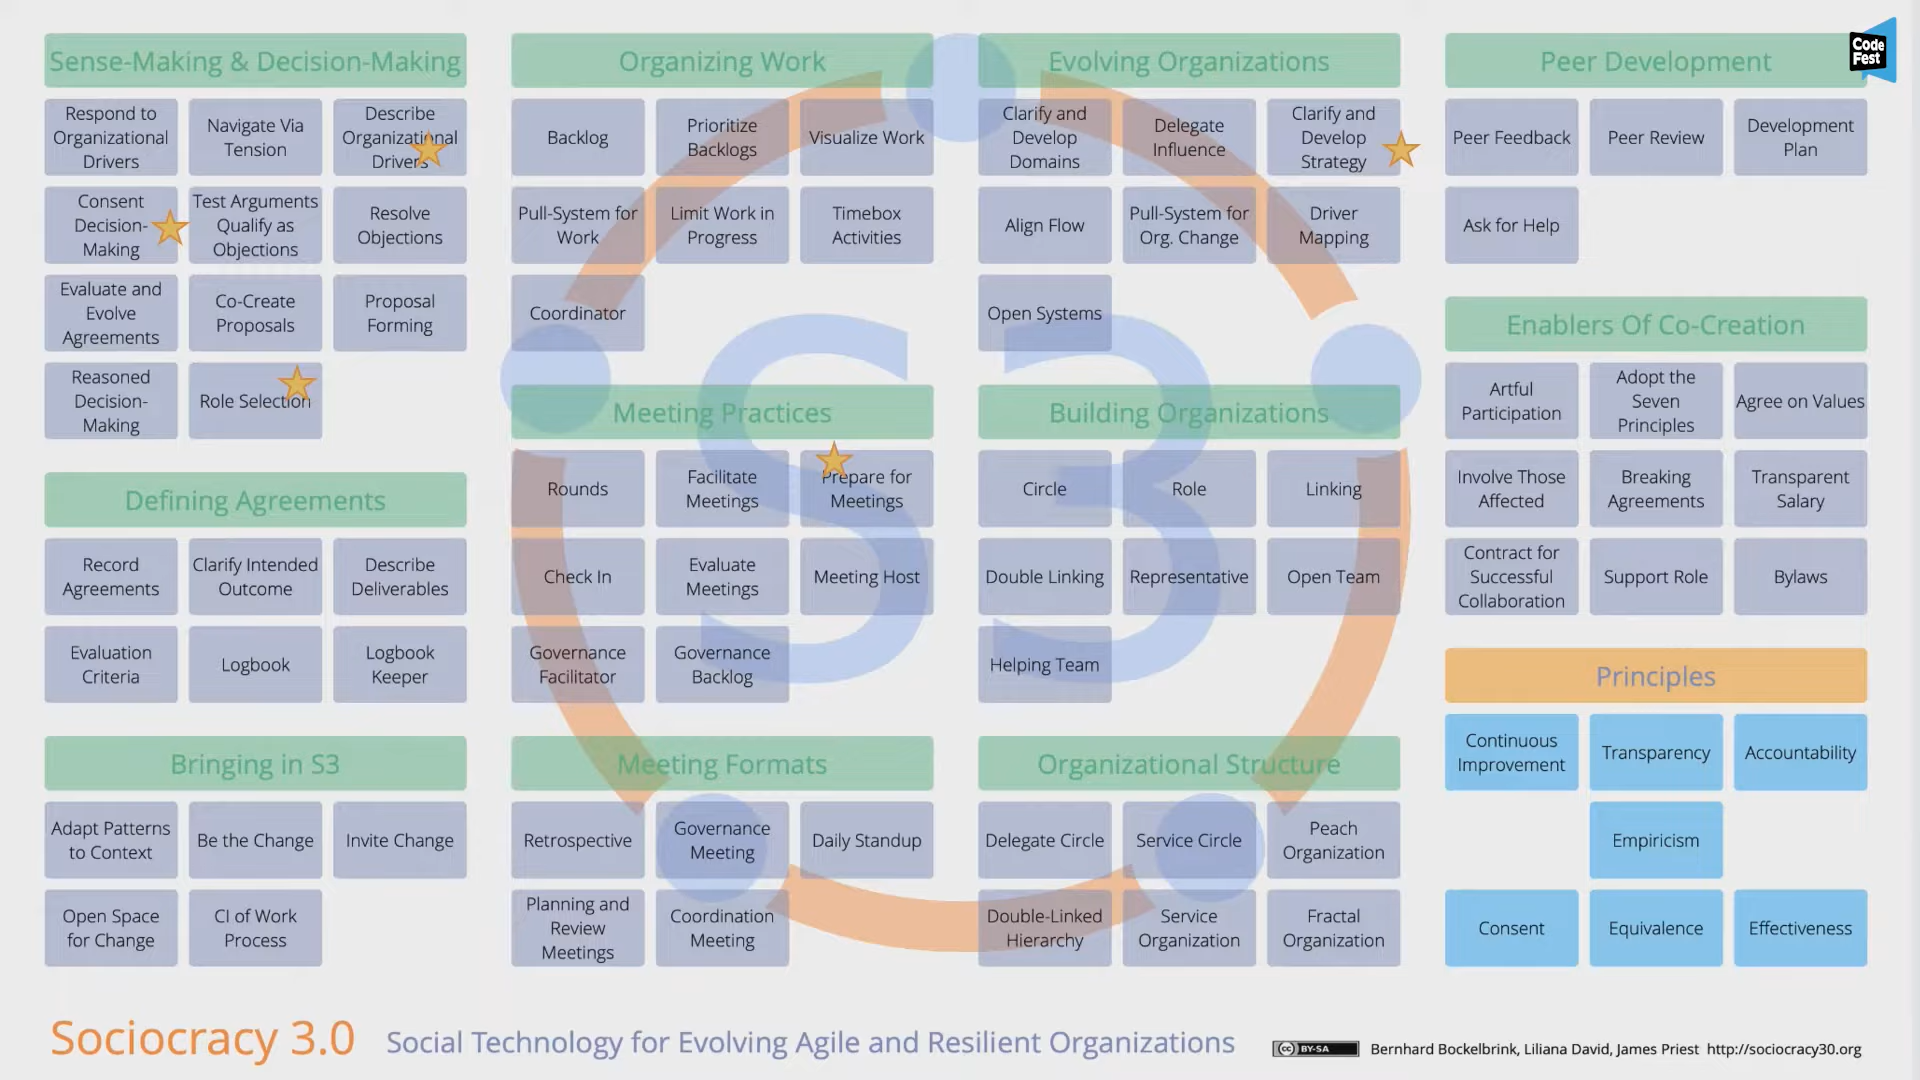 Sense-Making & Decision-Making
Respond to
Organizational
Drivers
Navigate Via
Tension
Describe
Organizational
Drivers
Consent
Decision-
Making
Test Arguments
Qualify as
Objections
Resolve
Objections
Evaluate and
Evolve
Agreements
Co-Create
Proposals
Proposal
Forming
Reasoned
Decision-
Making
Role Selection
Defining Agreements
Record
Agreements
Clarify Intended
Outcome
Describe
Deliverables
Evaluation
Criteria
Logbook
Logbook
Keeper
Bringing in S3
Adapt Patterns
to Context
Be the Change
Invite Change
Open Space
for Change
CI of Work
Process
Organizing Work
Backlog
Prioritize
Backlogs
Visualize Work
Pull-System for
Work
Limit Work in
Progress
Timebox
Activities
Coordinator
Meeting Practices
Rounds
Facilitate
Meetings
Prepare for
Meetings
Check In
Evaluate
Meetings
Meeting Host
Governance
Facilitator
Governance
Backlog
Meeting Formats
Retrospective
Governance
Meeting
Daily Standup
Planning and
Review
Meetings
Coordination
Meeting
Evolving Organizations
Clarify and
Develop
Domains
Delegate
Influence
Clarify and
Develop
Strategy
Align Flow
Pull-System for
Org. Change
Driver
Mapping
Open Systems
Building Organizations
Circle
Role
Linking
Double Linking
Representative
Open Team
Helping Team
Organizational Structure
Delegate Circle
Service Circle
Peach
Organization
Double-Linked
Hierarchy
Service
Organization
Fractal
Organization
Peer Development
Peer Feedback
Peer Review
Development
Plan
Ask for Help
Enablers Of Co-Creation
Artful
Participation
Adopt the
Seven
Principles
Agree on Values
Involve Those
Affected
Breaking
Agreements
Transparent
Salary
Contract for
Successful
Collaboration
Support Role
Bylaws
Principles
Continuous
Improvement
Transparency
Accountability
Empiricism
Consent
Equivalence
Effectiveness
Code
Fest
S3
Sociocracy 3.0
Social Technology for Evolving Agile and Resilient Organizations
cc BY-SA
Bernhard Bockelbrink, Liliana David, James Priest http://sociocracy30.org